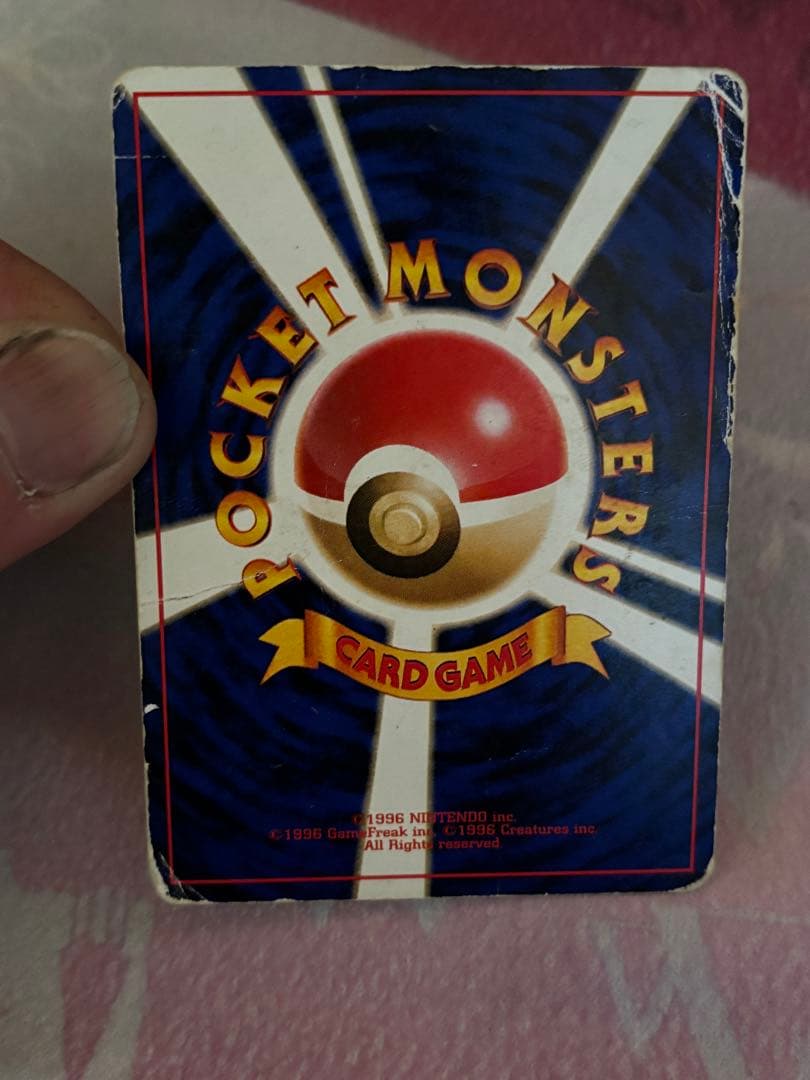 POCKET MONSTERS
CARD GAME
©1996 NINTENDO inc.
©1996 GameFreak inc. ©1996 Creatures inc.
All Rights reserved.